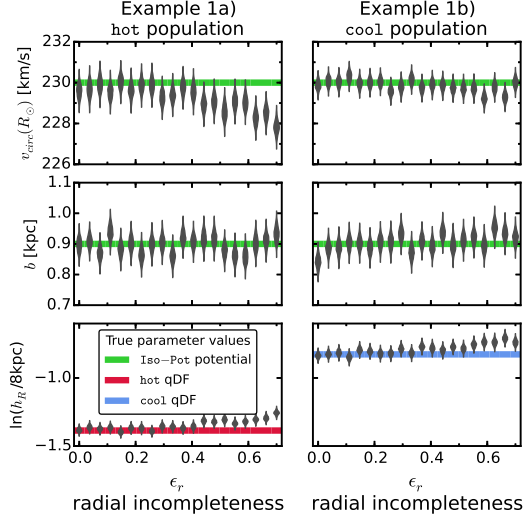 Example 1a)
hot population
Example 1b)
cool population
232
230
228
226
v_circ(R_⊙) [km/s]
1.1
1.0
0.9
0.8
0.7
b [kpc]
True parameter values
Iso-Pot potential
hot qDF
cool qDF
−1.0
−1.5
ln(h_R/8kpc)
0.0 0.2 0.4 0.6
0.0 0.2 0.4 0.6
ϵ_r
radial incompleteness
ϵ_r
radial incompleteness